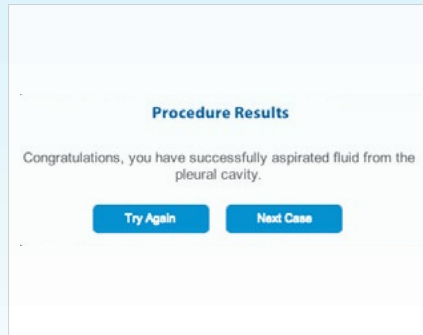 Procedure Results
Congratulations, you have successfully aspirated fluid from the
pleural cavity.
Try Again
Next Case